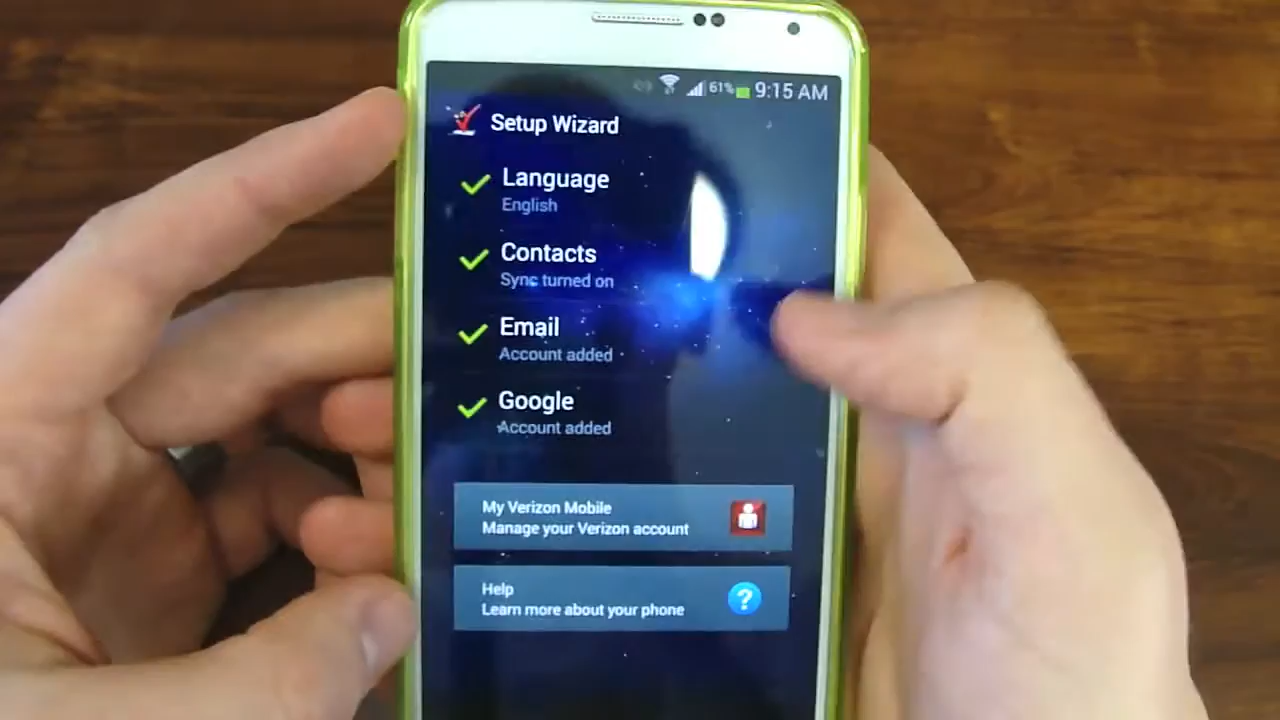 61% 9:15 AM
Setup Wizard
Language
English
Contacts
Sync turned on
Email
Account added
Google
Account added
My Verizon Mobile
Manage your Verizon account
Help
Learn more about your phone
?